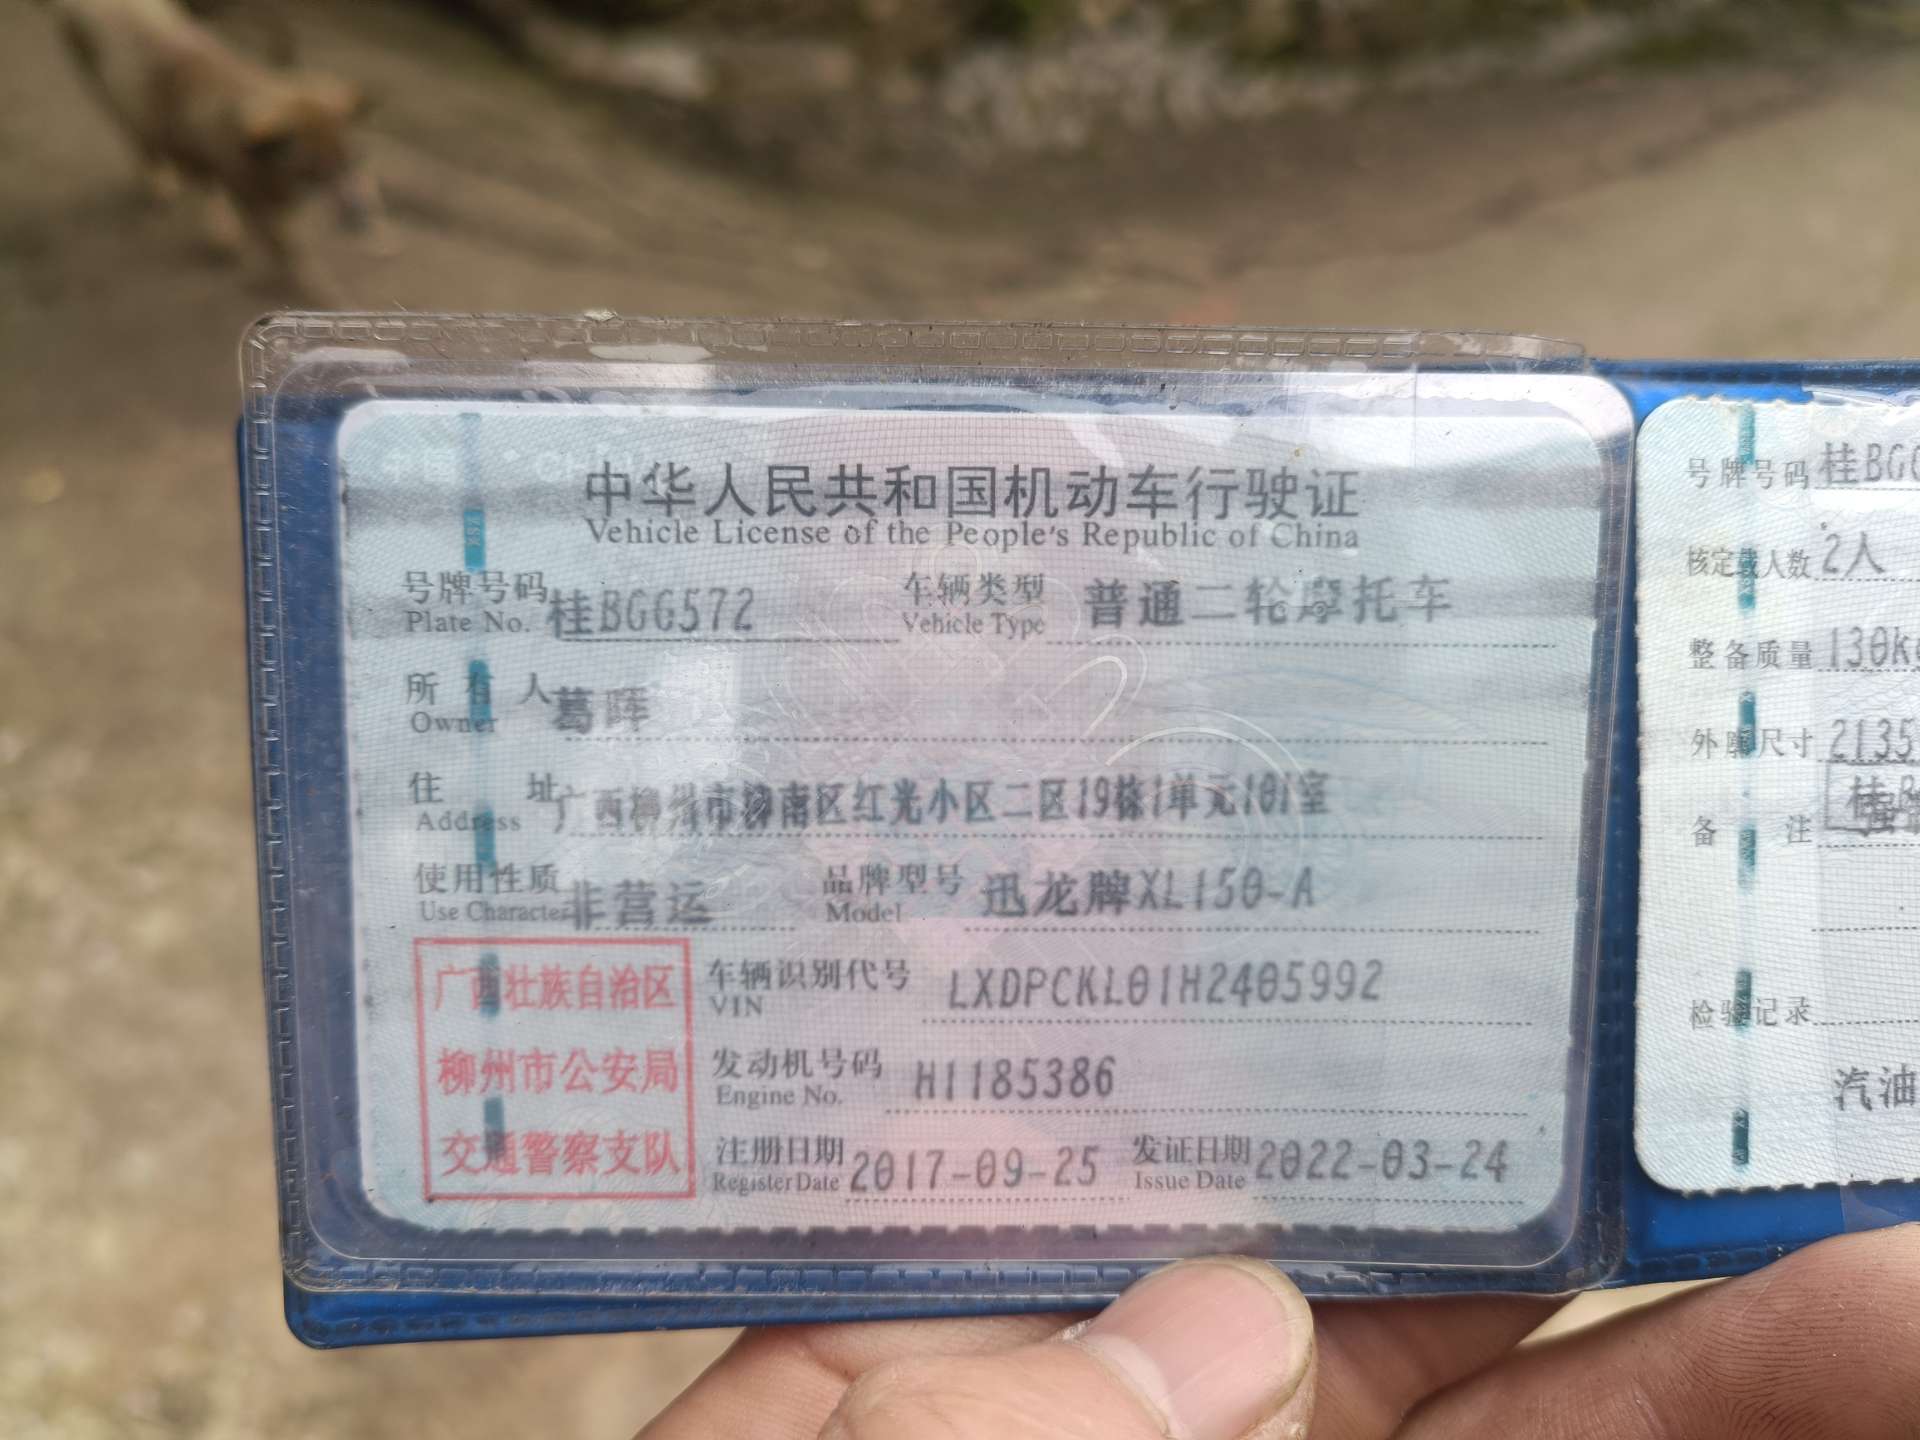 中华人民共和国机动车行驶证
Vehicle License of the People's Republic of China
号牌号码 桂BGG572 车辆类型 普通二轮摩托车
Plate No. Vehicle Type
所有人 葛晖
Owner
住址 广西柳州市柳南区红光小区二区19栋1单元101室
Address
使用性质 非营运 品牌型号 迅龙牌XL150-A
Use Character Model
广西壮族自治区
柳州市公安局
交通警察支队
车辆识别代号 LXDPCKL01H2405992
VIN
发动机号码 H1185386
Engine No.
注册日期 2017-09-25 发证日期 2022-03-24
Register Date Issue Date
号牌号码 桂BGG
核定载人数 2人
整备质量 130k
外廓尺寸 2135
备注
检验记录
汽油